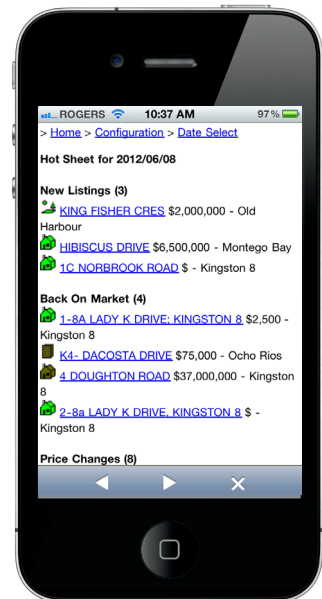 ROGERS 10:37 AM 97%
> Home > Configuration > Date Select
Hot Sheet for 2012/06/08
New Listings (3)
KING FISHER CRES $2,000,000 - Old
Harbour
HIBISCUS DRIVE $6,500,000 - Montego Bay
1C NORBROOK ROAD $ - Kingston 8
Back On Market (4)
1-8A LADY K DRIVE; KINGSTON 8 $2,500 -
Kingston 8
K4- DACOSTA DRIVE $75,000 - Ocho Rios
4 DOUGHTON ROAD $37,000,000 - Kingston
8
2-8a LADY K DRIVE, KINGSTON 8 $ -
Kingston 8
Price Changes (8)